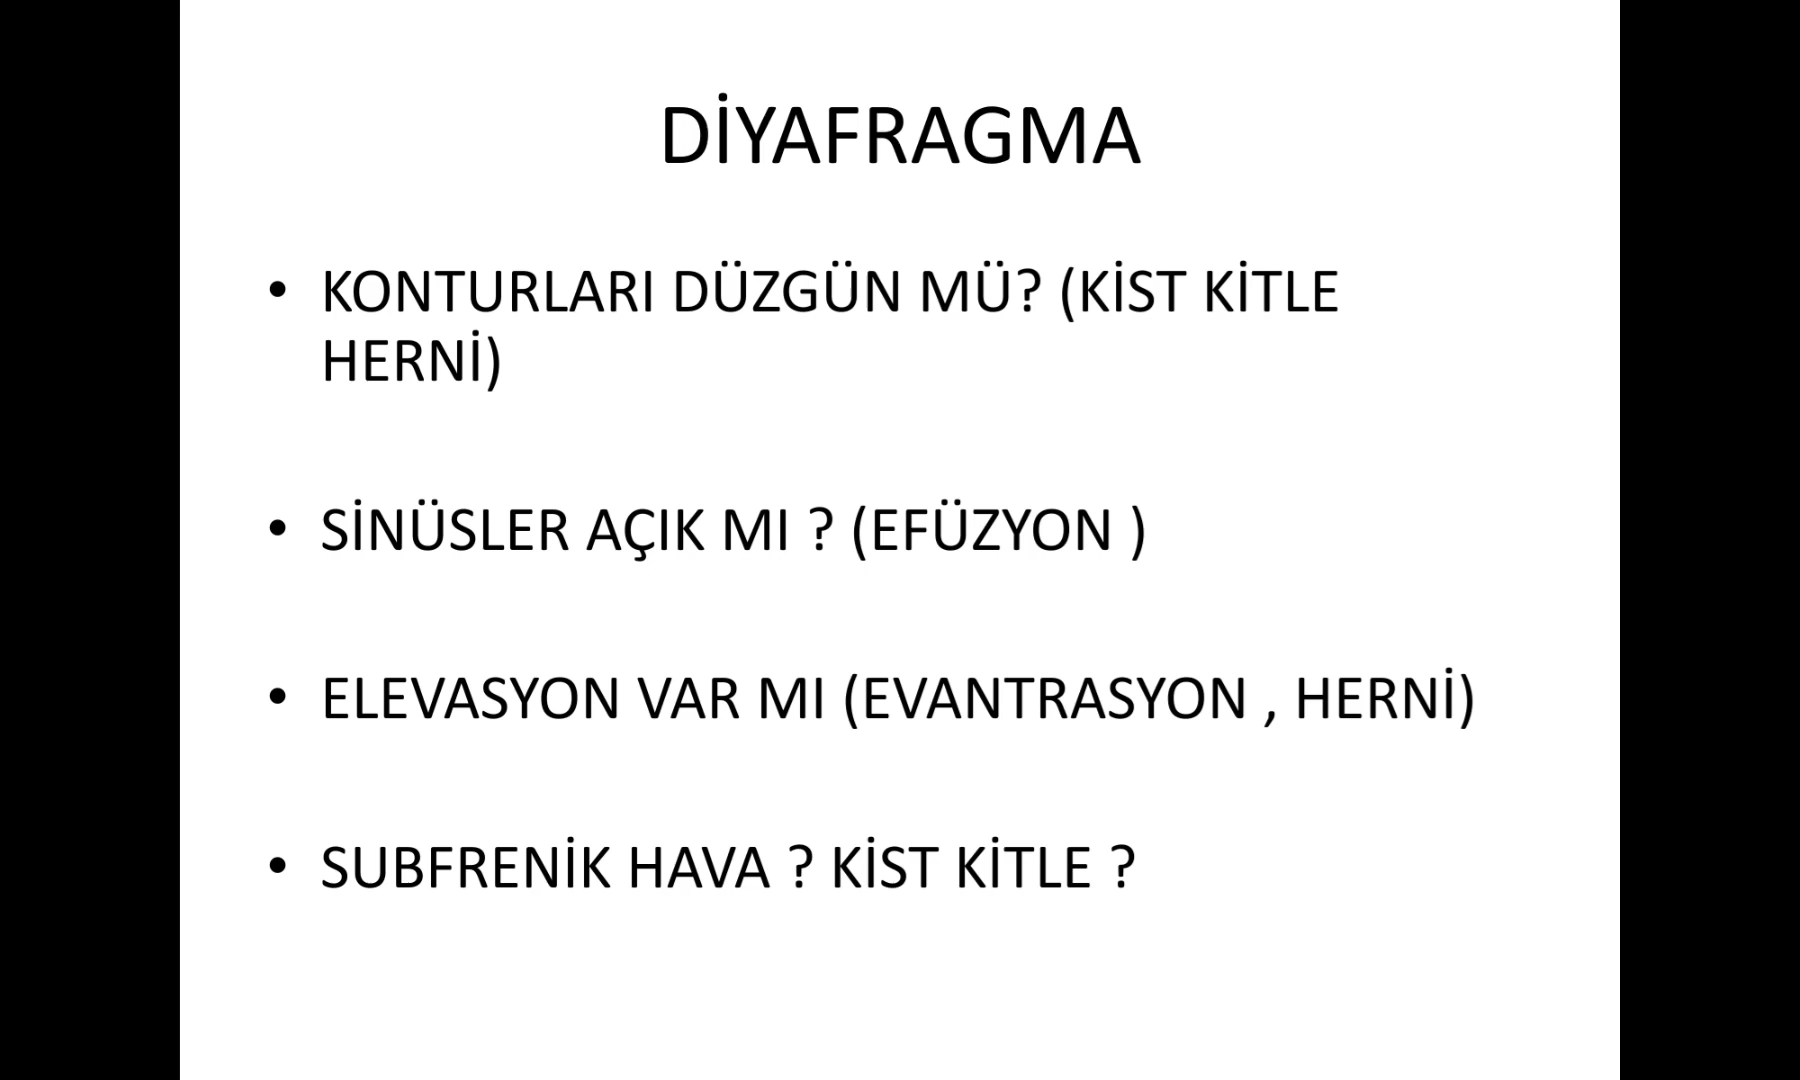 DİYAFRAGMA
• KONTURLARI DÜZGÜN MÜ? (KİST KİTLE
HERNİ)
• SİNÜSLER AÇIK MI ? (EFÜZYON )
• ELEVASYON VAR MI (EVANTRASYON , HERNİ)
• SUBFRENİK HAVA ? KİST KİTLE ?